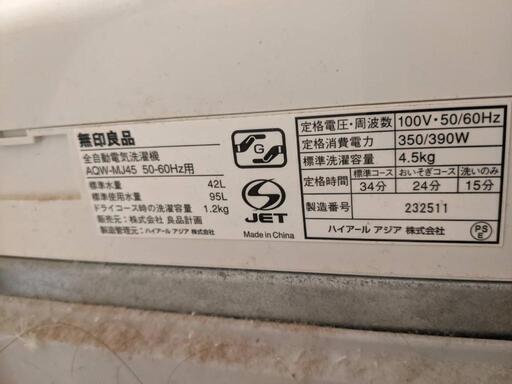 無印良品
全自動電気洗濯機
AQW-MJ45 50-60Hz用
標準水量 42L
標準使用水量 95L
ドライコース時の洗濯容量 1.2kg
販売元：株式会社 良品計画
製造管理元：ハイアール アジア 株式会社
G
S
JET
Made in China
定格電圧・周波数 100V・50/60Hz
定格消費電力 350/390W
標準洗濯容量 4.5kg
定格時間 標準コース 34分 おいそぎコース 24分 洗いのみ 15分
製造番号 232511
ハイアール アジア 株式会社
PS
E